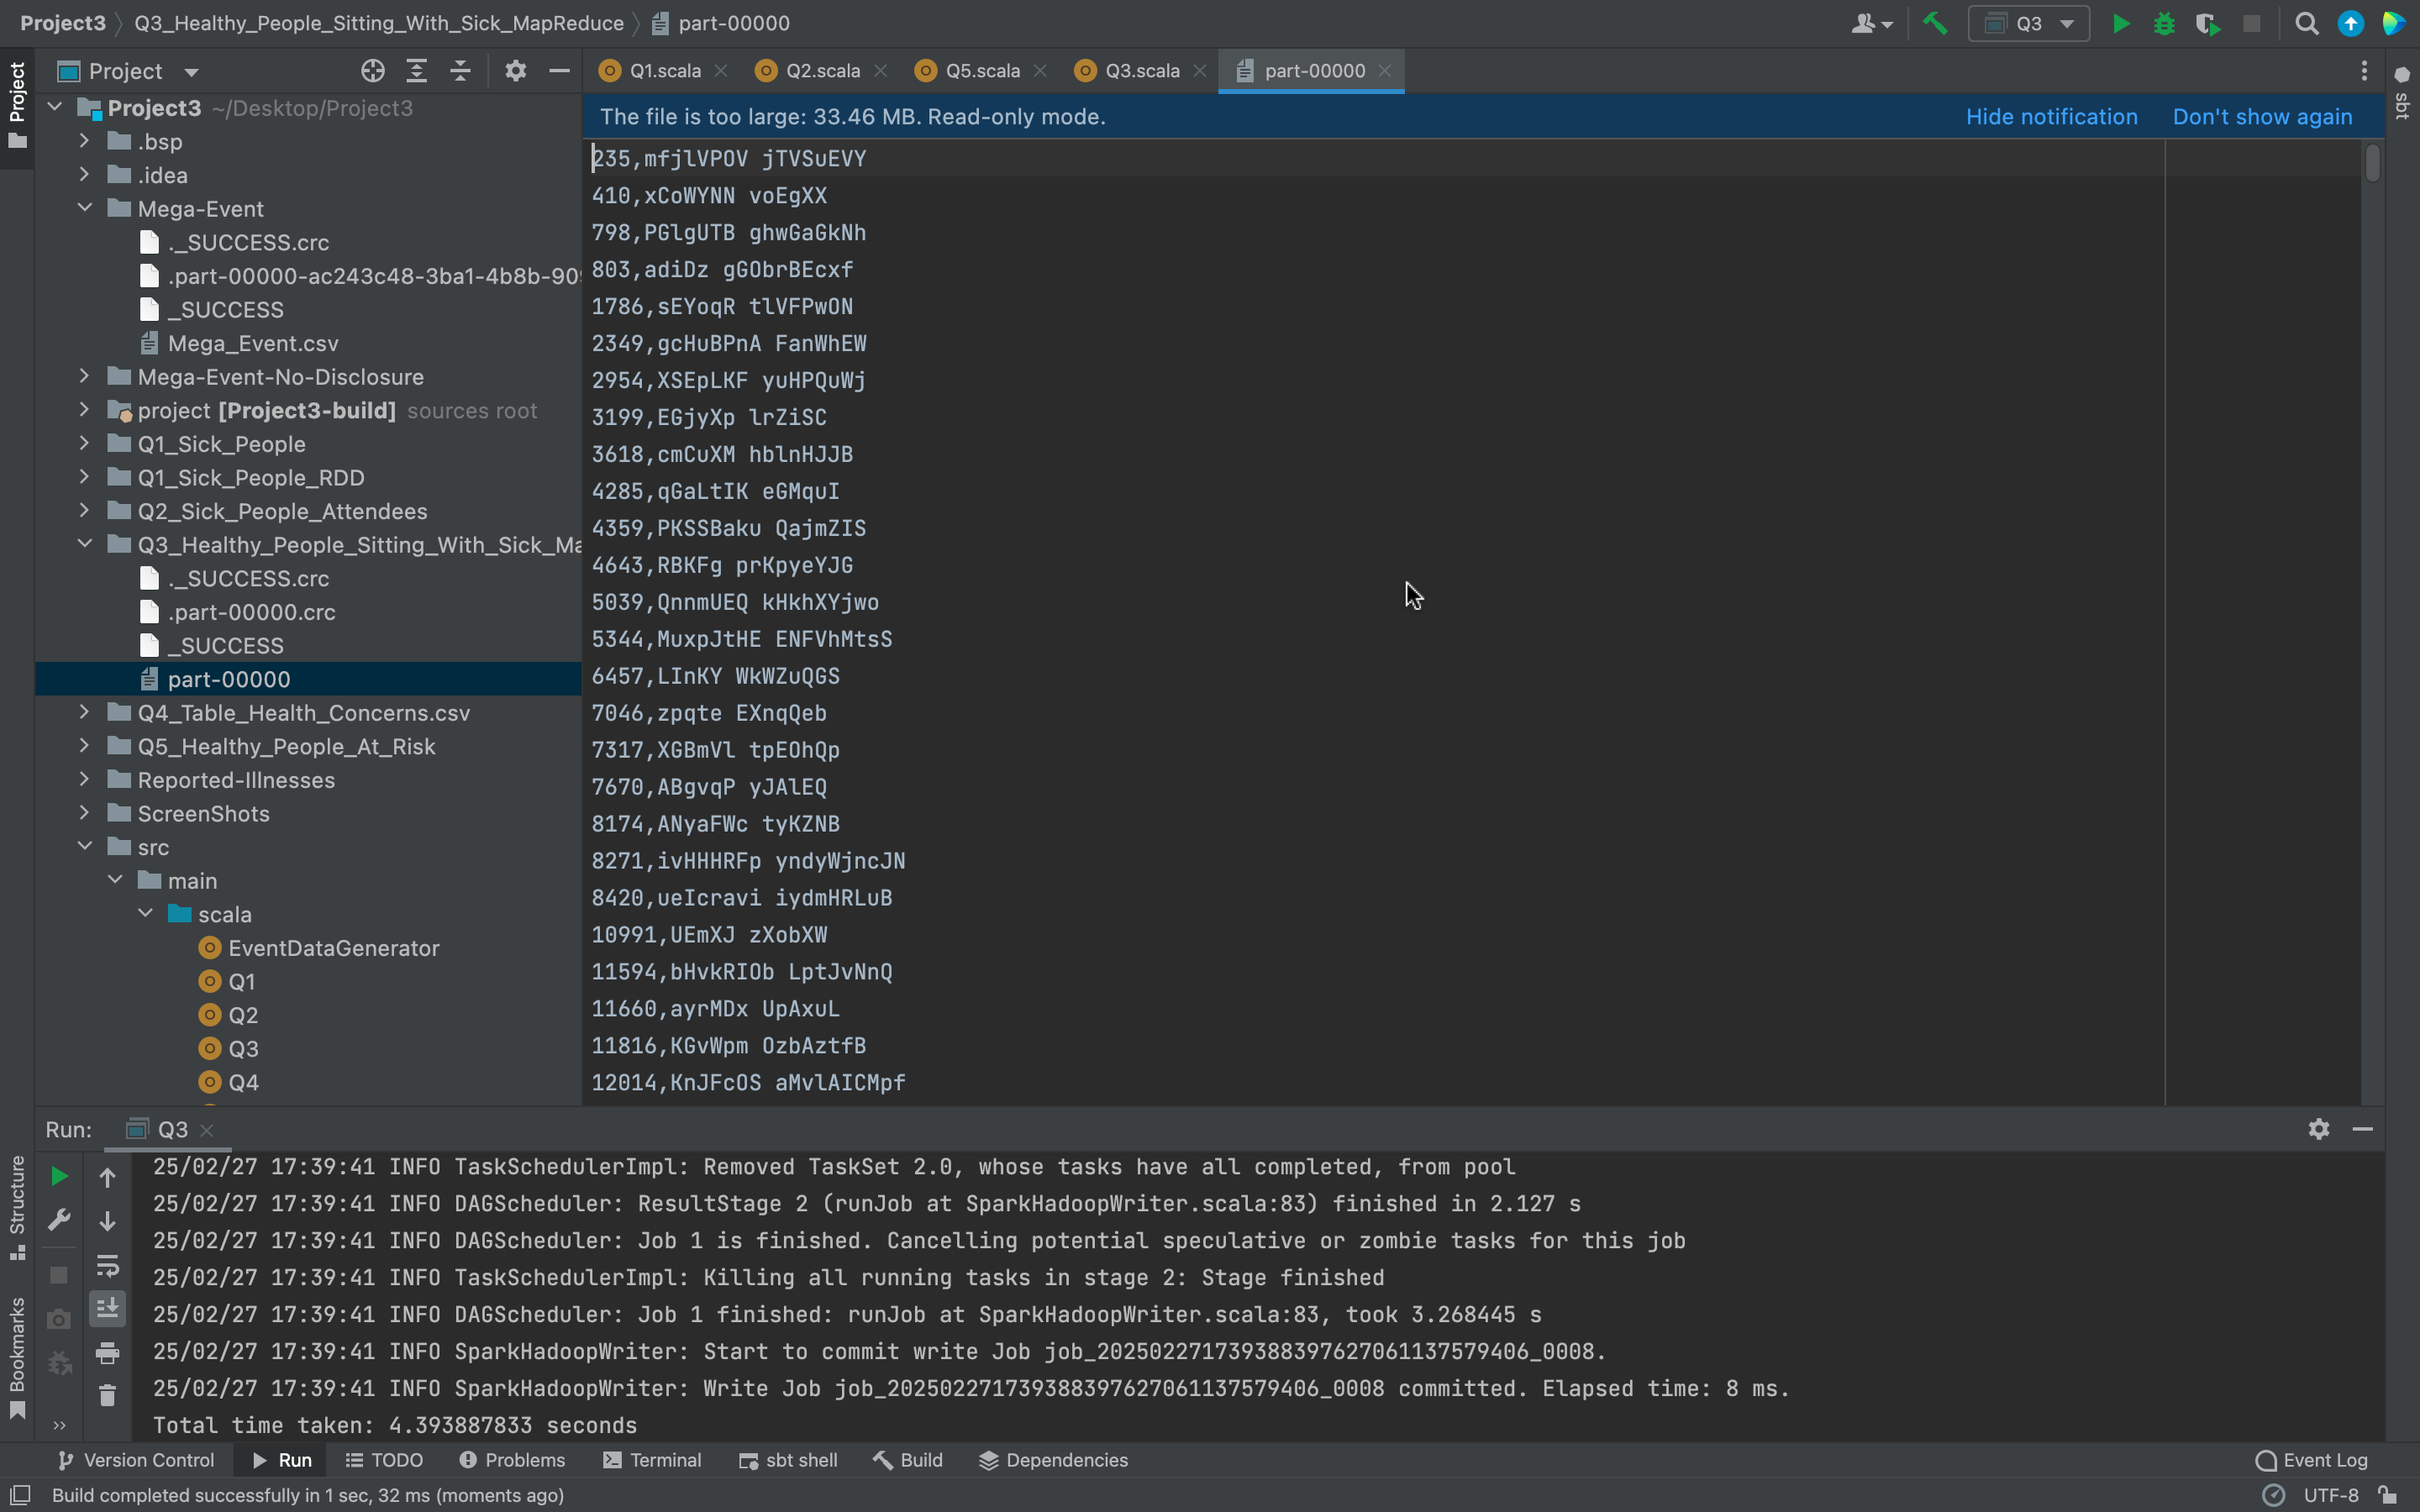 Project3 Q3_Healthy_People_Sitting_With_Sick_MapReduce part-00000
Q3
Project
Project
Q1.scala Q2.scala Q5.scala Q3.scala part-00000
sbt
Project3 ~/Desktop/Project3
.bsp
.idea
Mega-Event
._SUCCESS.crc
.part-00000-ac243c48-3ba1-4b8b-90
_SUCCESS
Mega_Event.csv
Mega-Event-No-Disclosure
project [Project3-build] sources root
Q1_Sick_People
Q1_Sick_People_RDD
Q2_Sick_People_Attendees
Q3_Healthy_People_Sitting_With_Sick_Ma
._SUCCESS.crc
.part-00000.crc
_SUCCESS
part-00000
Q4_Table_Health_Concerns.csv
Q5_Healthy_People_At_Risk
Reported-Illnesses
ScreenShots
src
main
scala
EventDataGenerator
Q1
Q2
Q3
Q4
The file is too large: 33.46 MB. Read-only mode. Hide notification Don't show again
235,mfjlVPOV jTVSuEVY
410,xCoWYNN voEgXX
798,PGlgUTB ghwGaGkNh
803,adiDz gGObrBEcxf
1786,sEYoqR tlVFPwON
2349,gcHuBPnA FanWhEW
2954,XSEpLKF yuHPQuWj
3199,EGjyXp lrZiSC
3618,cmCuXM hblnHJJB
4285,qGaLtIK eGMquI
4359,PKSSBaku QajmZIS
4643,RBKFg prKpyeYJG
5039,QnnmUEQ kHkhXYjwo
5344,MuxpJtHE ENFVhMtsS
6457,LInKY WkWZuQGS
7046,zpqte EXnqQeb
7317,XGBmVl tpEOhQp
7670,ABgvqP yJAlEQ
8174,ANyaFWc tyKZNB
8271,ivHHHRFp yndyWjncJN
8420,ueIcravi iydmHRLuB
10991,UEmXJ zXobXW
11594,bHvkRIOb LptJvNnQ
11660,ayrMDx UpAxuL
11816,KGvWpm OzbAztfB
12014,KnJFcOS aMvlAICMpf
Run: Q3
Structure
Bookmarks
25/02/27 17:39:41 INFO TaskSchedulerImpl: Removed TaskSet 2.0, whose tasks have all completed, from pool
25/02/27 17:39:41 INFO DAGScheduler: ResultStage 2 (runJob at SparkHadoopWriter.scala:83) finished in 2.127 s
25/02/27 17:39:41 INFO DAGScheduler: Job 1 is finished. Cancelling potential speculative or zombie tasks for this job
25/02/27 17:39:41 INFO TaskSchedulerImpl: Killing all running tasks in stage 2: Stage finished
25/02/27 17:39:41 INFO DAGScheduler: Job 1 finished: runJob at SparkHadoopWriter.scala:83, took 3.268445 s
25/02/27 17:39:41 INFO SparkHadoopWriter: Start to commit write Job job_202502271739388397627061137579406_0008.
25/02/27 17:39:41 INFO SparkHadoopWriter: Write Job job_202502271739388397627061137579406_0008 committed. Elapsed time: 8 ms.
Total time taken: 4.393887833 seconds
Version Control Run TODO Problems Terminal sbt shell Build Dependencies Event Log
Build completed successfully in 1 sec, 32 ms (moments ago) UTF-8